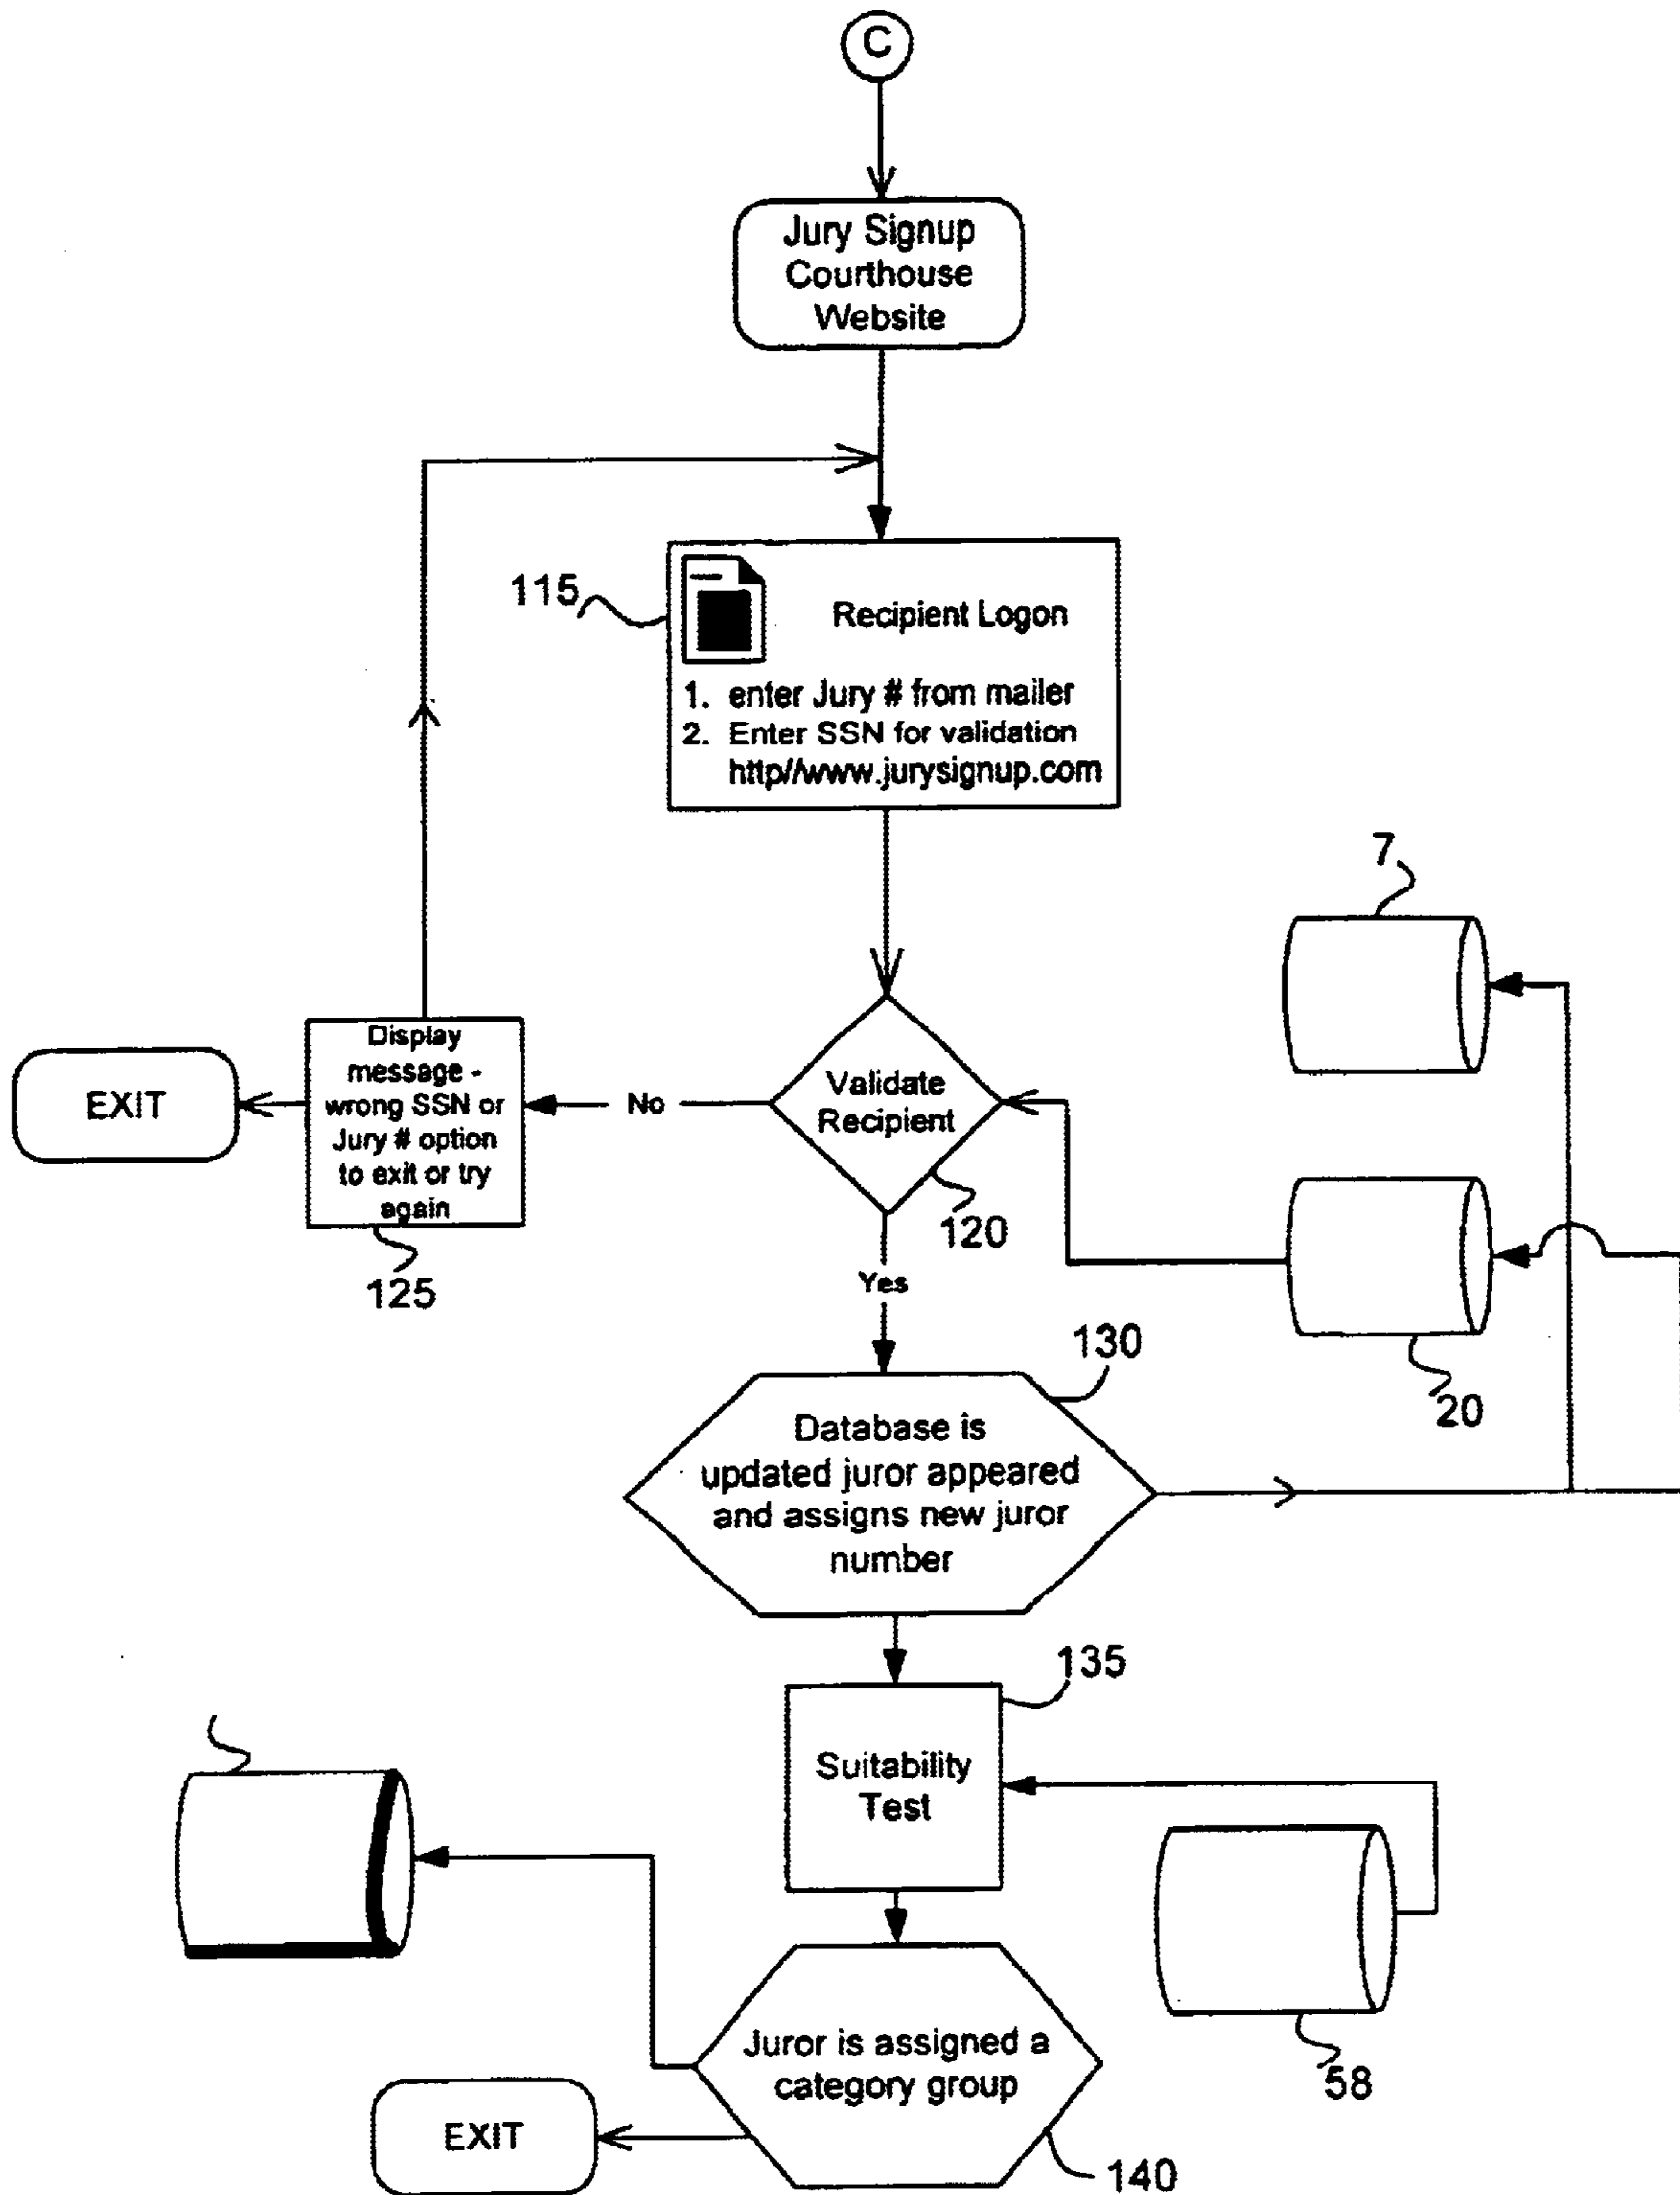 C
Jury Signup
Courthouse
Website
115
Recipient Logon
1. enter Jury # from mailer
2. Enter SSN for validation
http//www.jurysignup.com
7
Display
message -
wrong SSN or
Jury # option
to exit or try
again
EXIT
No
Validate
Recipient
120
125
Yes
20
130
Database is
updated juror appeared
and assigns new juror
number
135
Suitability
Test
58
Juror is assigned a
category group
EXIT
140